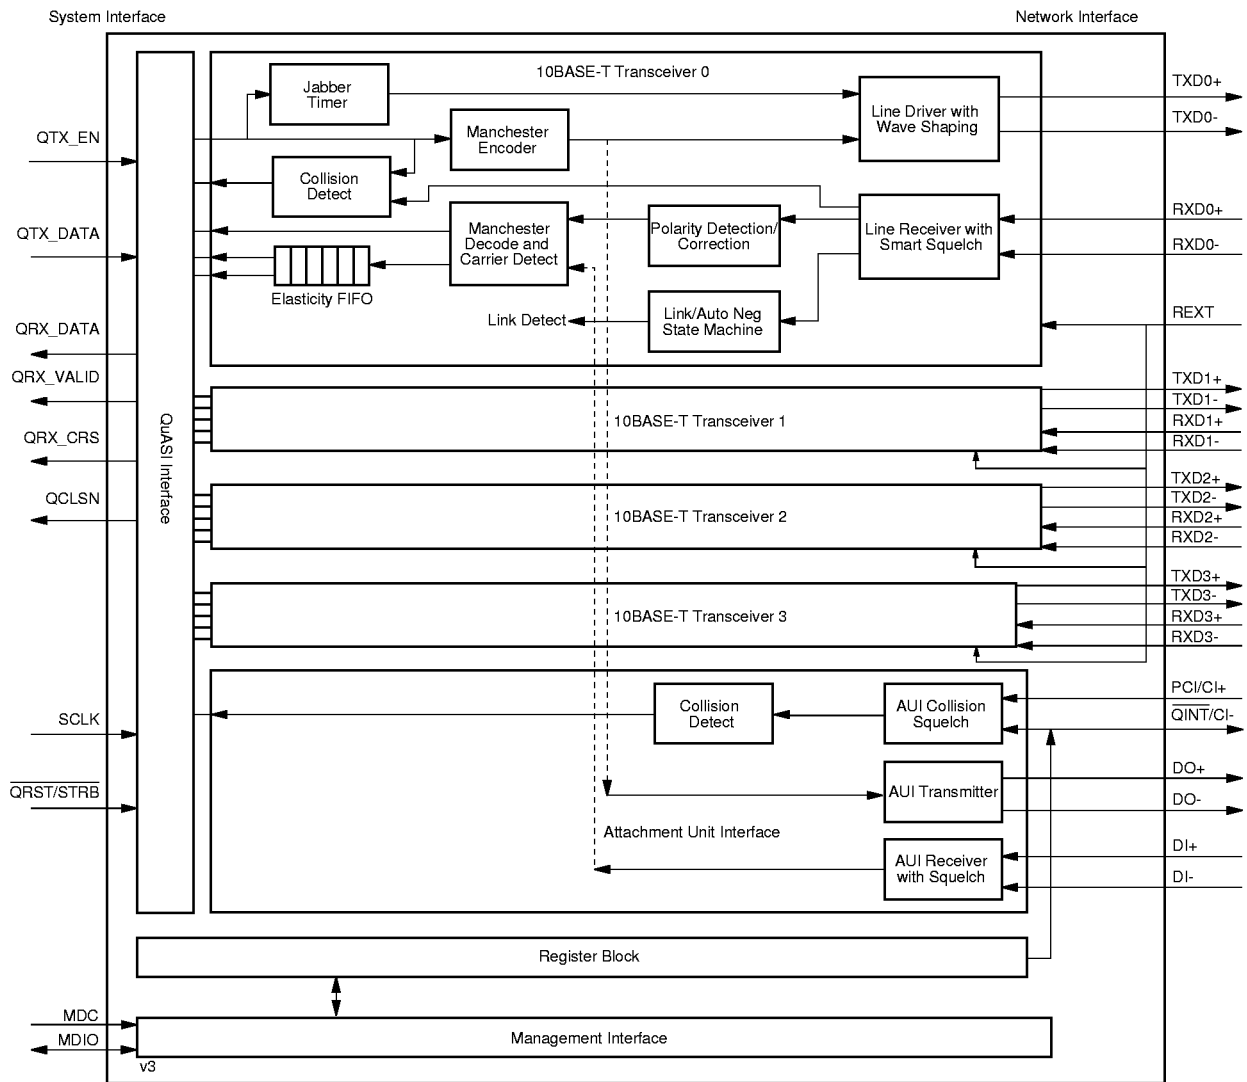 System Interface
Network Interface
10BASE-T Transceiver 0
Jabber
Timer
Line Driver with
Wave Shaping
TXD0+
TXD0-
QTX_EN
Manchester
Encoder
Collision
Detect
QTX_DATA
Manchester
Decode and
Carrier Detect
Polarity Detection/
Correction
Line Receiver with
Smart Squelch
RXD0+
RXD0-
Elasticity FIFO
Link Detect
Link/Auto Neg
State Machine
REXT
QRX_DATA
QRX_VALID
QRX_CRS
QCLSN
QuASI Interface
10BASE-T Transceiver 1
TXD1+
TXD1-
RXD1+
RXD1-
10BASE-T Transceiver 2
TXD2+
TXD2-
RXD2+
RXD2-
10BASE-T Transceiver 3
TXD3+
TXD3-
RXD3+
RXD3-
SCLK
QRST/STRB
Collision
Detect
AUI Collision
Squelch
PCI/CI+
QINT/CI-
AUI Transmitter
DO+
DO-
Attachment Unit Interface
AUI Receiver
with Squelch
DI+
DI-
Register Block
MDC
MDIO
Management Interface
v3